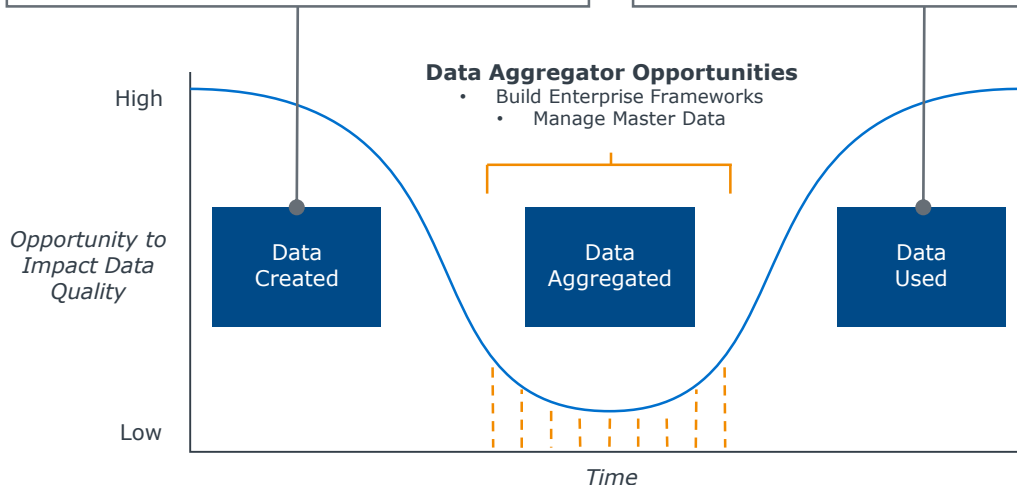 Data Aggregator Opportunities
• Build Enterprise Frameworks
• Manage Master Data
High
Opportunity to
Impact Data
Quality
Data
Created
Data
Aggregated
Data
Used
Low
Time